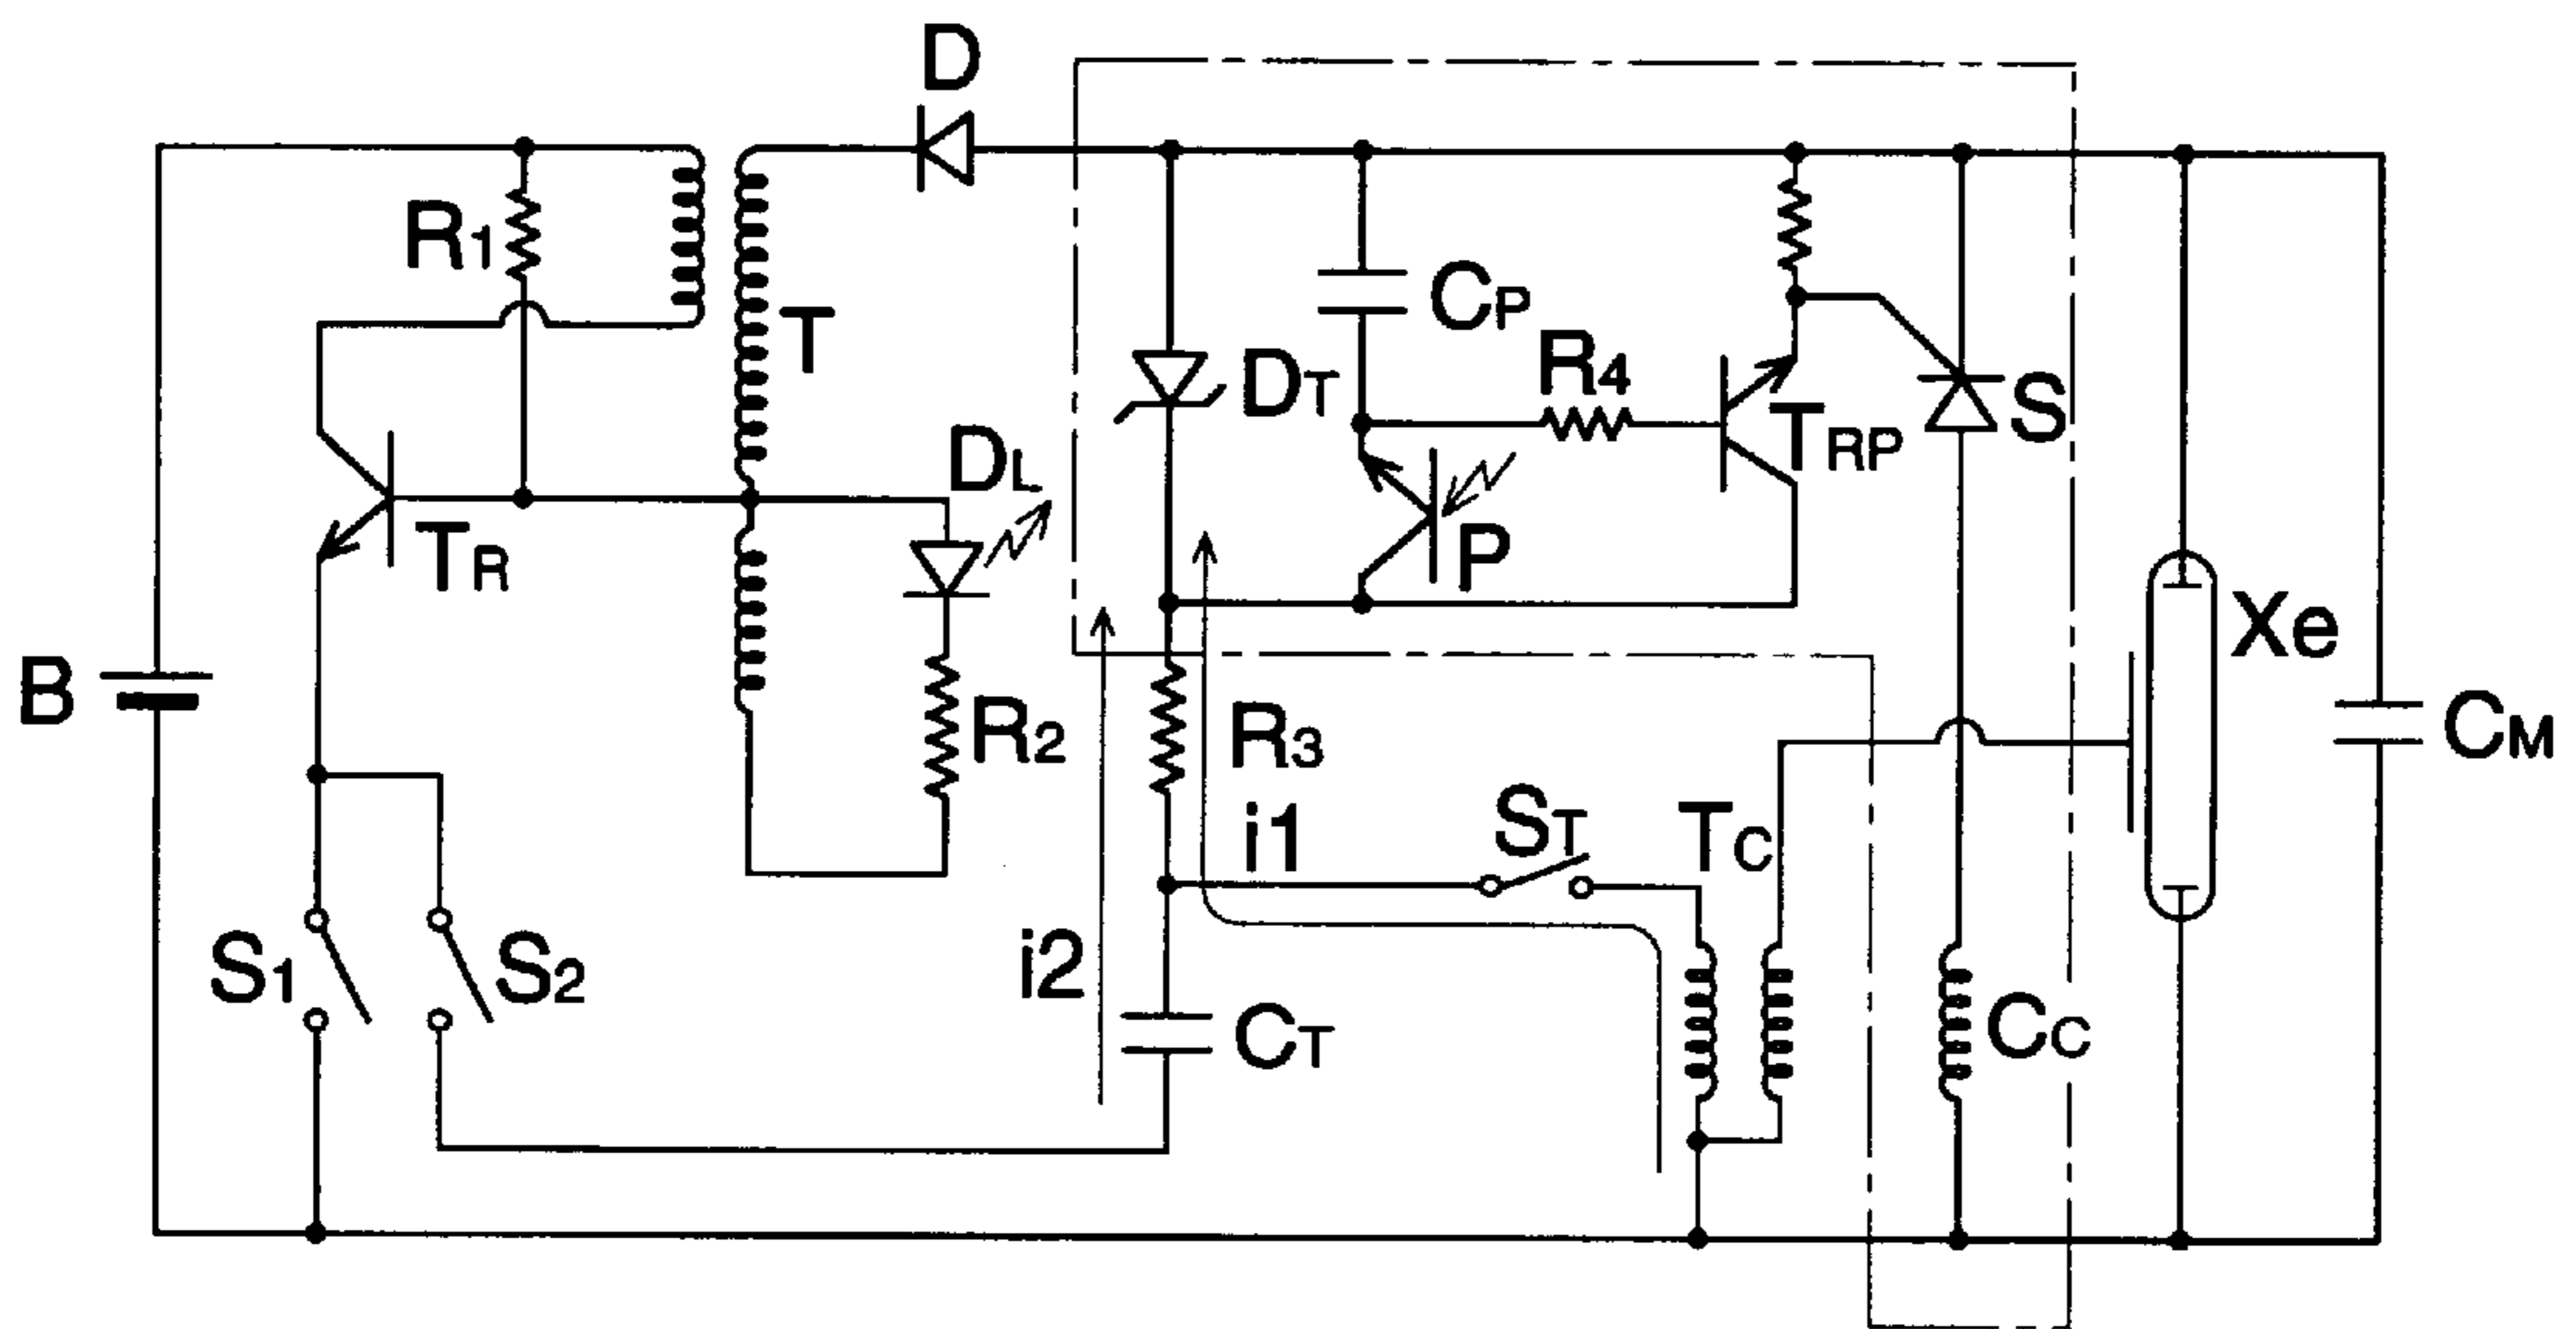 D
R1
CP
T
DT
R4
TRP
S
DL
TR
P
Xe
B
R2
R3
CM
ST
TC
i1
S1
S2
i2
CT
CC